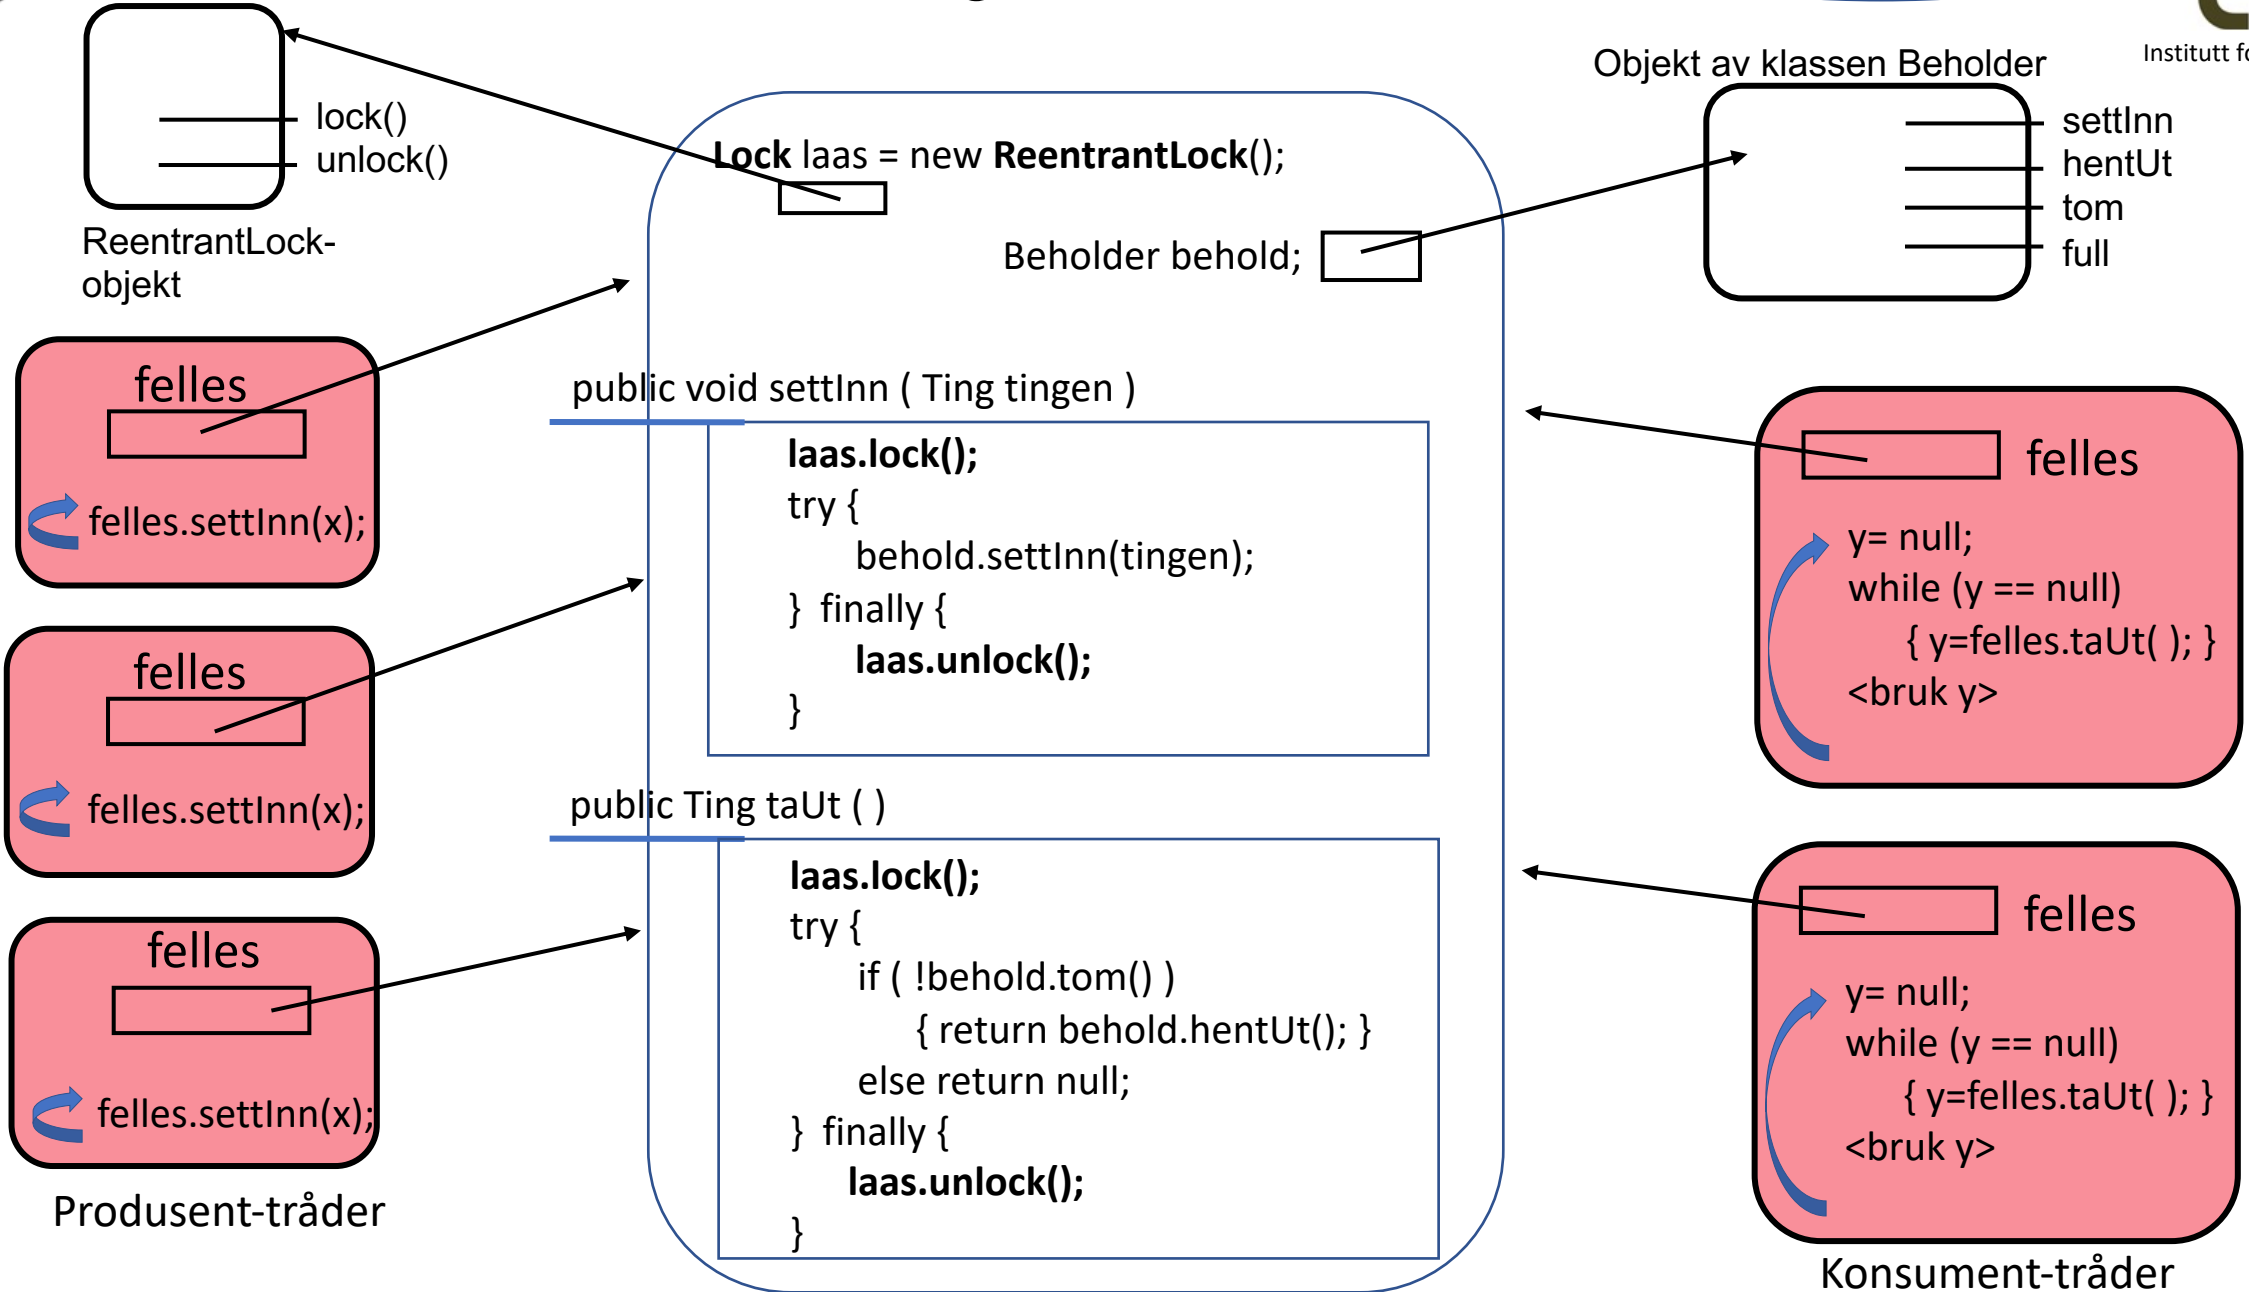 Institutt fo
lock()
unlock()
ReentrantLock-
objekt
Lock laas = new ReentrantLock();
Beholder behold;
Objekt av klassen Beholder
settInn
hentUt
tom
full
felles
felles.settInn(x);
felles
felles.settInn(x);
felles
felles.settInn(x);
Produsent-tråder
public void settInn ( Ting tingen )
laas.lock();
try {
behold.settInn(tingen);
} finally {
laas.unlock();
}
public Ting taUt ( )
laas.lock();
try {
if ( !behold.tom() )
{ return behold.hentUt(); }
else return null;
} finally {
laas.unlock();
}
felles
y= null;
while (y == null)
{ y=felles.taUt( ); }
<bruk y>
felles
y= null;
while (y == null)
{ y=felles.taUt( ); }
<bruk y>
Konsument-tråder